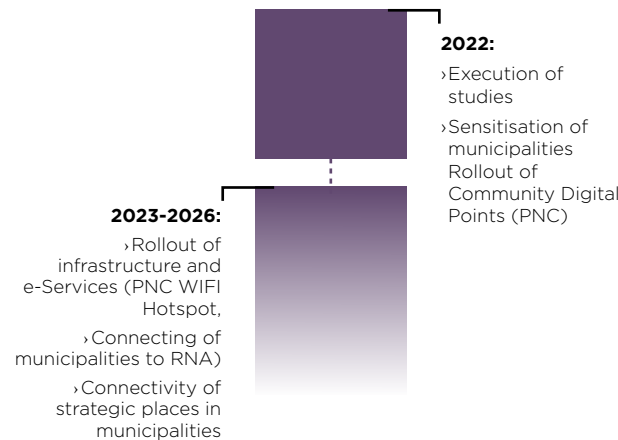 2022:
›Execution of
studies
›Sensitisation of
municipalities
Rollout of
Community Digital
Points (PNC)
2023-2026:
›Rollout of
infrastructure and
e-Services (PNC WIFI
Hotspot,
›Connecting of
municipalities to RNA)
›Connectivity of
strategic places in
municipalities